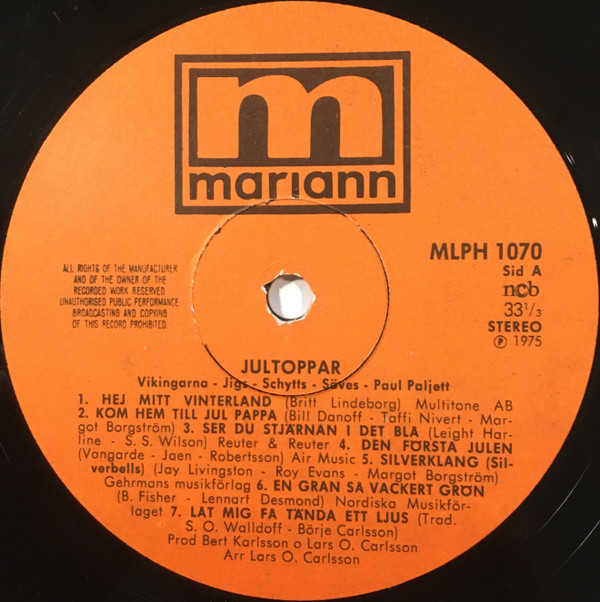 m
mariann
MLPH 1070
Sid A
ncb
33 1/3
STEREO
℗ 1975
ALL RIGHTS OF THE MANUFACTURER
AND OF THE OWNER OF THE
RECORDED WORK RESERVED
UNAUTHORISED PUBLIC PERFORMANCE
BROADCASTING AND COPYING
OF THIS RECORD PROHIBITED
JULTOPPAR
Vikingarna - Jigs - Schytts - Säves - Paul Paljett
1. HEJ MITT VINTERLAND (Britt Lindeborg) Multitone AB
2. KOM HEM TILL JUL PAPPA (Bill Danoff - Taffi Nivert - Mar-
got Borgström) 3. SER DU STJÄRNAN I DET BLA (Leight Har-
line - S. S. Wilson) Reuter & Reuter 4. DEN FÖRSTA JULEN
(Vangarde - Jaen - Robertsson) Air Music 5. SILVERKLANG (Sil-
verbells) (Jay Livingston - Roy Evans - Margot Borgström)
Gehrmans musikförlag 6. EN GRAN SA VACKERT GRÖN
(B. Fisher - Lennart Desmond) Nordiska Musikför-
laget 7. LAT MIG FA TÄNDA ETT LJUS (Trad.
S. O. Walldoff - Börje Carlsson)
Prod Bert Karlsson o Lars O. Carlsson
Arr Lars O. Carlsson